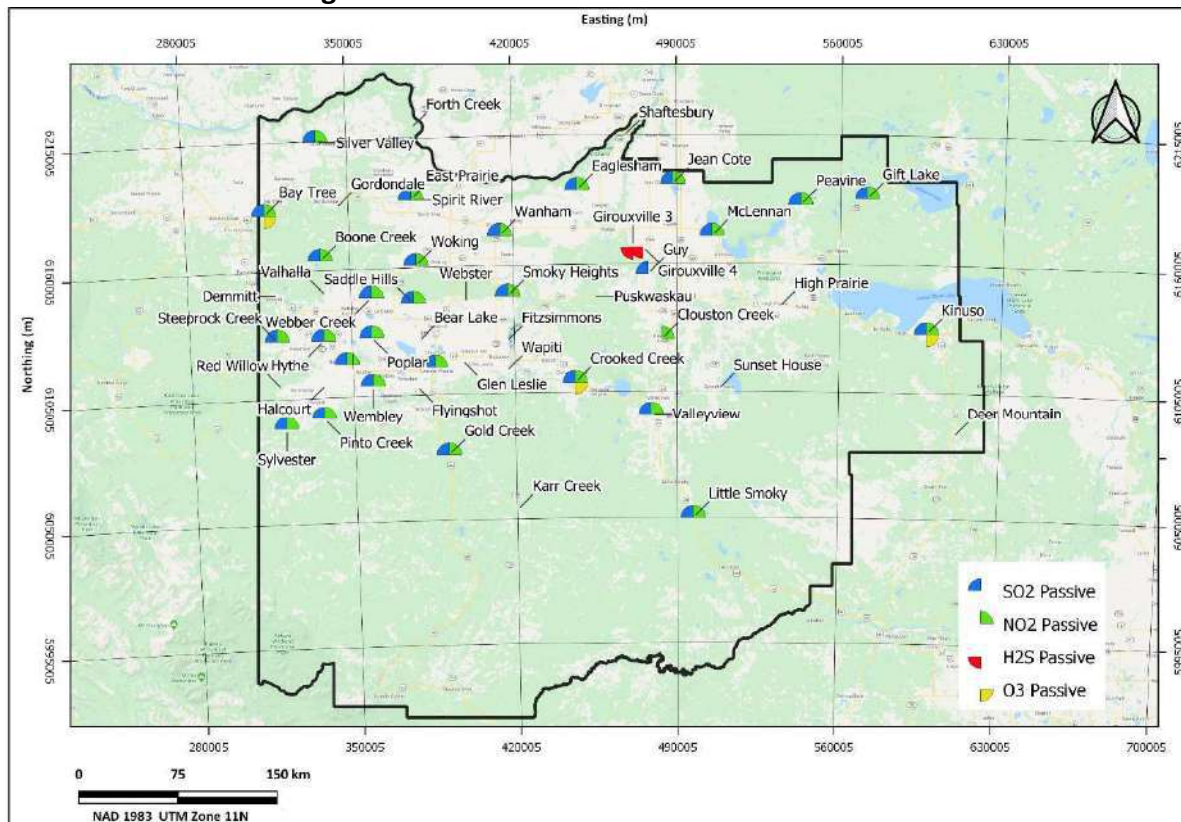 Easting (m)
280005 350005 420005 490005 560005 630005
Forth Creek
Shaftesbury
6215005 6215005
Silver Valley
Jean Cote
Eaglesham
East Prairie
Gordondale
Bay Tree
Peavine
Gift Lake
Spirit River
Girouxville 3
McLennan
Wanham
Boone Creek
Woking
Guy
Girouxville 4
Valhalla
Saddle Hills
Webster
Smoky Heights
6160005 6160005
High Prairie
Demmitt
Puskwaskau
Steeprock Creek
Webber Creek
Bear Lake
Fitzsimmons
Clouston Creek
Kinuso
Northing (m)
Wapiti
Red Willow
Hythe
Poplar
Crooked Creek
Glen Leslie
Sunset House
6105005 6105005
Halcourt
Wembley
Flyingshot
Valleyview
Deer Mountain
Pinto Creek
Gold Creek
Sylvester
Karr Creek
Little Smoky
6050005 6050005
SO2 Passive
NO2 Passive
H2S Passive
O3 Passive
5995005 5995005
280005 350005 420005 490005 560005 630005 700005
0 75 150 km
NAD 1983 UTM Zone 11N